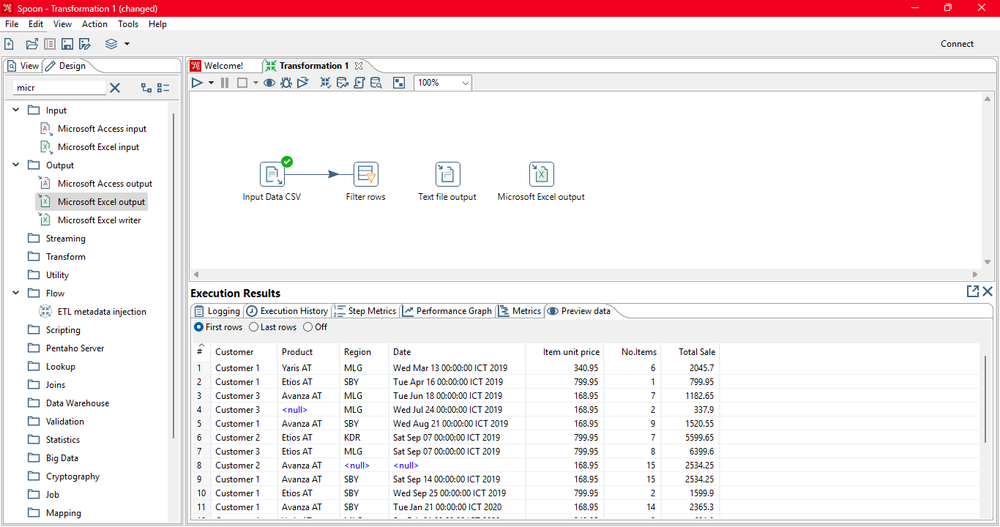 Spoon - Transformation 1 (changed)
File Edit View Action Tools Help
Connect
View Design
micr
Input
Microsoft Access input
Microsoft Excel input
Output
Microsoft Access output
Microsoft Excel output
Microsoft Excel writer
Streaming
Transform
Utility
Flow
ETL metadata injection
Scripting
Pentaho Server
Lookup
Joins
Data Warehouse
Validation
Statistics
Big Data
Cryptography
Job
Mapping
Welcome! Transformation 1
100%
Input Data CSV Filter rows Text file output Microsoft Excel output
Execution Results
Logging Execution History Step Metrics Performance Graph Metrics Preview data
First rows Last rows Off
# Customer Product Region Date Item unit price No.Items Total Sale
1 Customer 1 Yaris AT MLG Wed Mar 13 00:00:00 ICT 2019 340.95 6 2045.7
2 Customer 1 Etios AT SBY Tue Apr 16 00:00:00 ICT 2019 799.95 1 799.95
3 Customer 3 Avanza AT MLG Tue Jun 18 00:00:00 ICT 2019 168.95 7 1182.65
4 Customer 3 <null> MLG Wed Jul 24 00:00:00 ICT 2019 168.95 2 337.9
5 Customer 1 Avanza AT SBY Wed Aug 21 00:00:00 ICT 2019 168.95 9 1520.55
6 Customer 2 Etios AT KDR Sat Sep 07 00:00:00 ICT 2019 799.95 7 5599.65
7 Customer 3 Etios AT MLG Sat Sep 07 00:00:00 ICT 2019 799.95 8 6399.6
8 Customer 2 Avanza AT <null> <null> 168.95 15 2534.25
9 Customer 1 Avanza AT SBY Sat Sep 14 00:00:00 ICT 2019 168.95 15 2534.25
10 Customer 1 Etios AT SBY Wed Sep 25 00:00:00 ICT 2019 799.95 2 1599.9
11 Customer 1 Avanza AT SBY Tue Jan 21 00:00:00 ICT 2020 168.95 14 2365.3